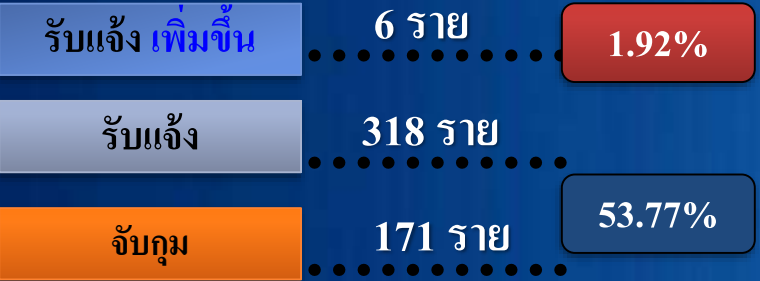 รับแจ้ง เพิ่มขึ้น 6 ราย 1.92%
รับแจ้ง 318 ราย
53.77%
จับกุม 171 ราย